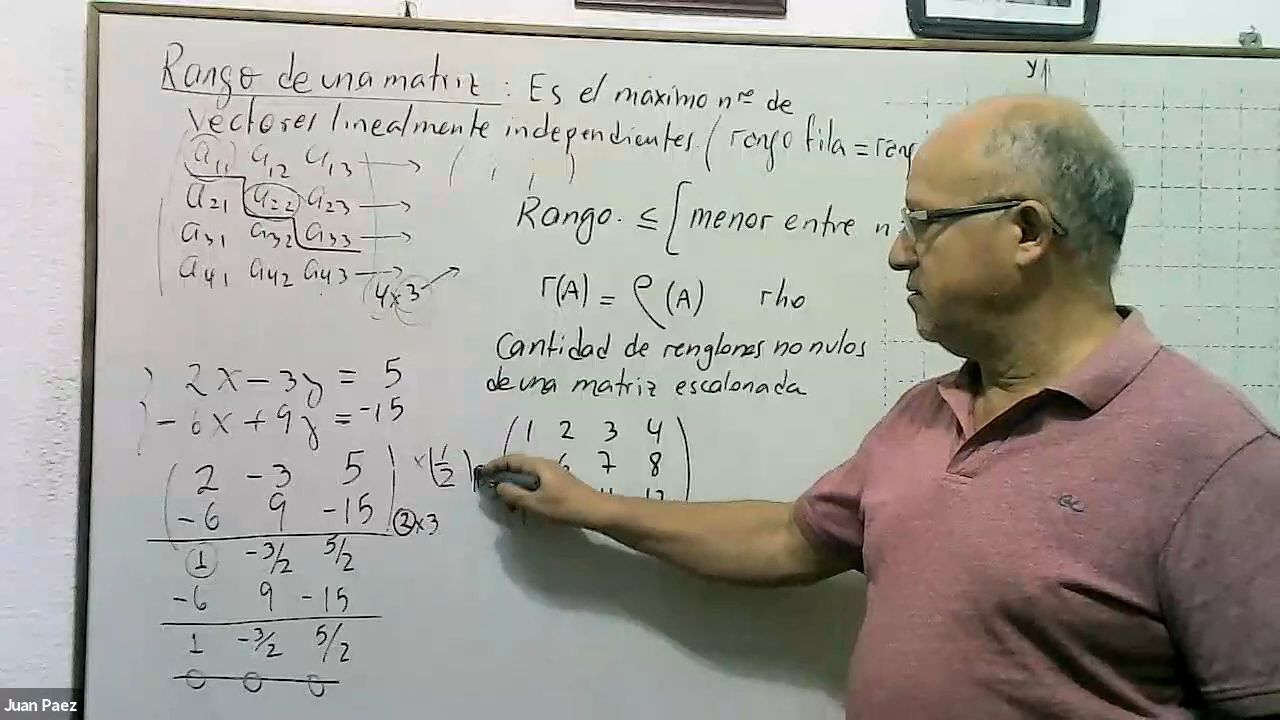 Rango de una matriz : Es el máximo nro de
vectores linealmente independientes. ( rango fila = rang
a11 a12 a13 → ( , , )
a21 a22 a23 →
a31 a32 a33 →
a41 a42 a43 →
4x3
Rango. ≤ [ menor entre n
r(A) = ρ(A) rho
Cantidad de renglones no nulos
de una matriz escalonada
2x - 3y = 5
-6x + 9y = -15
2 -3 5 x(1/2)
-6 9 -15 2x3
1 -3/2 5/2
-6 9 -15
1 -3/2 5/2
0 0 0
1 2 3 4
6 7 8
12
y
Juan Paez